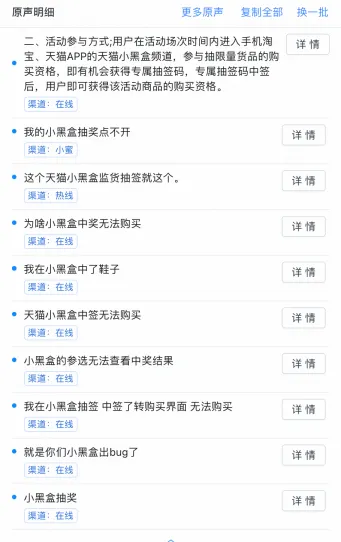 原声明细 更多原声 复制全部 换一批
二、活动参与方式;用户在活动场次时间内进入手机淘 详 情
宝、天猫APP的天猫小黑盒频道，参与抽限量货品的购
买资格，即有机会获得专属抽签码，专属抽签码中签
后，用户即可获得该活动商品的购买资格。
渠道：在线
我的小黑盒抽奖点不开 详 情
渠道：小蜜
这个天猫小黑盒监货抽签就这个。 详 情
渠道：热线
为啥小黑盒中奖无法购买 详 情
渠道：在线
我在小黑盒中了鞋子 详 情
渠道：在线
天猫小黑盒中签无法购买 详 情
渠道：在线
小黑盒的参选无法查看中奖结果 详 情
渠道：在线
我在小黑盒抽签 中签了转购买界面 无法购买 详 情
渠道：在线
就是你们小黑盒出bug了 详 情
渠道：在线
小黑盒抽奖 详 情
渠道：在线